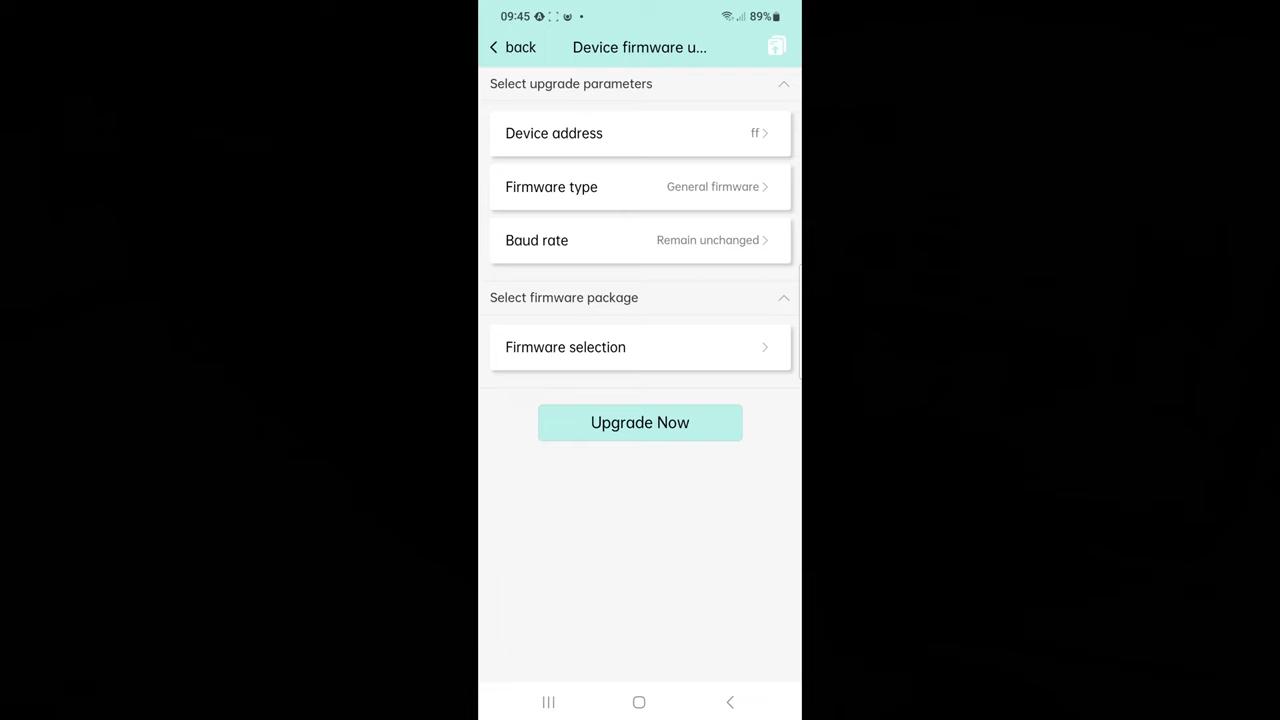 09:45
89%
back
Device firmware u...
Select upgrade parameters
Device address
ff
Firmware type
General firmware
Baud rate
Remain unchanged
Select firmware package
Firmware selection
Upgrade Now